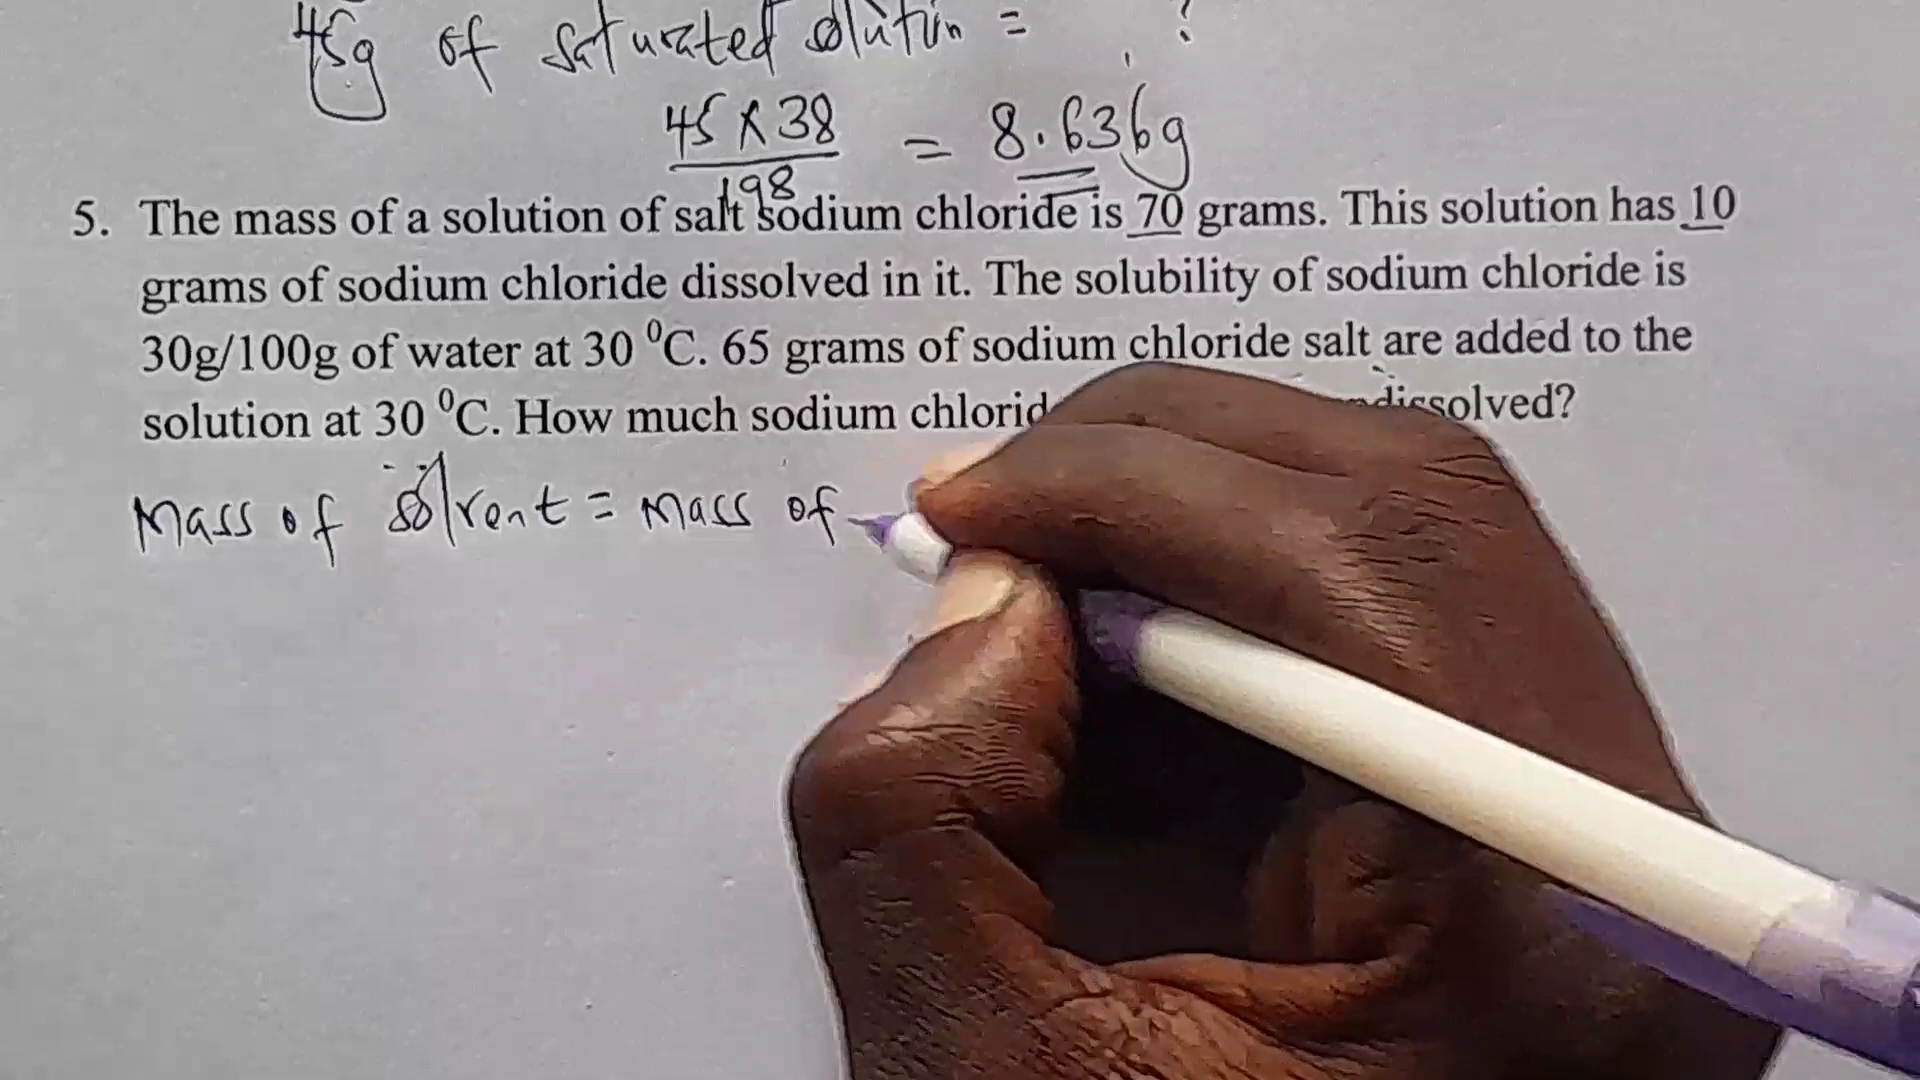 45g of saturated solution = ?
45 X 38 = 8.636g
198
5. The mass of a solution of salt sodium chloride is 70 grams. This solution has 10
grams of sodium chloride dissolved in it. The solubility of sodium chloride is
30g/100g of water at 30 ⁰C. 65 grams of sodium chloride salt are added to the
solution at 30 ⁰C. How much sodium chlorid dissolved?
Mass of solvent = Mass of